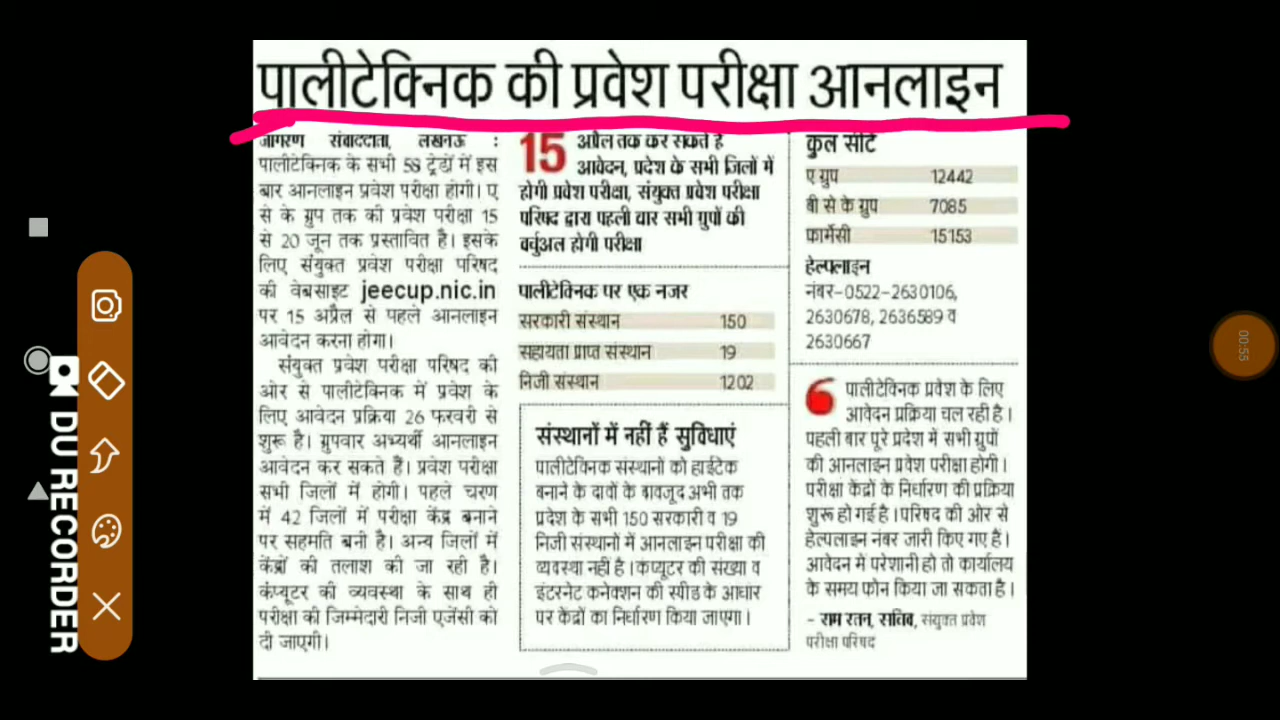 पालीटेक्निक की प्रवेश परीक्षा आनलाइन
जागरण संवाददाता, लखनऊ :
पालीटेक्निक के सभी 58 ट्रेडों में इस
बार आनलाइन प्रवेश परीक्षा होगी। ए
से के ग्रुप तक की प्रवेश परीक्षा 15
से 20 जून तक प्रस्तावित है। इसके
लिए संयुक्त प्रवेश परीक्षा परिषद
की वेबसाइट jeecup.nic.in
पर 15 अप्रैल से पहले आनलाइन
आवेदन करना होगा।
संयुक्त प्रवेश परीक्षा परिषद की
ओर से पालीटेक्निक में प्रवेश के
लिए आवेदन प्रक्रिया 26 फरवरी से
शुरू है। ग्रुपवार अभ्यर्थी आनलाइन
आवेदन कर सकते हैं। प्रवेश परीक्षा
सभी जिलों में होगी। पहले चरण
में 42 जिलों में परीक्षा केंद्र बनाने
पर सहमति बनी है। अन्य जिलों में
केंद्रों की तलाश की जा रही है।
कंप्यूटर की व्यवस्था के साथ ही
परीक्षा की जिम्मेदारी निजी एजेंसी को
दी जाएगी।
15 अप्रैल तक कर सकते है
आवेदन, प्रदेश के सभी जिलों में
होगी प्रवेश परीक्षा, संयुक्त प्रवेश परीक्षा
परिषद द्वारा पहली बार सभी ग्रुपों की
वर्चुअल होगी परीक्षा
पालीटेक्निक पर एक नजर
सरकारी संस्थान 150
सहायता प्राप्त संस्थान 19
निजी संस्थान 1202
संस्थानों में नहीं हैं सुविधाएं
पालीटेक्निक संस्थानों को हाईटेक
बनाने के दावों के बावजूद अभी तक
प्रदेश के सभी 150 सरकारी व 19
निजी संस्थानों में आनलाइन परीक्षा की
व्यवस्था नहीं है। कंप्यूटर की संख्या व
इंटरनेट कनेक्शन की स्पीड के आधार
पर केंद्रों का निर्धारण किया जाएगा।
कुल सीटें
ए ग्रुप 12442
बी से के ग्रुप 7085
फार्मेसी 15153
हेल्पलाइन
नंबर-0522-2630106,
2630678, 2636589 व
2630667
पालीटेक्निक प्रवेश के लिए
आवेदन प्रक्रिया चल रही है।
पहली बार पूरे प्रदेश में सभी ग्रुपों
की आनलाइन प्रवेश परीक्षा होगी।
परीक्षा केंद्रों के निर्धारण की प्रक्रिया
शुरू हो गई है। परिषद की ओर से
हेल्पलाइन नंबर जारी किए गए हैं।
आवेदन में परेशानी हो तो कार्यालय
के समय फोन किया जा सकता है।
- राम रतन, सचिव, संयुक्त प्रवेश
परीक्षा परिषद
DU RECORDER
00:55